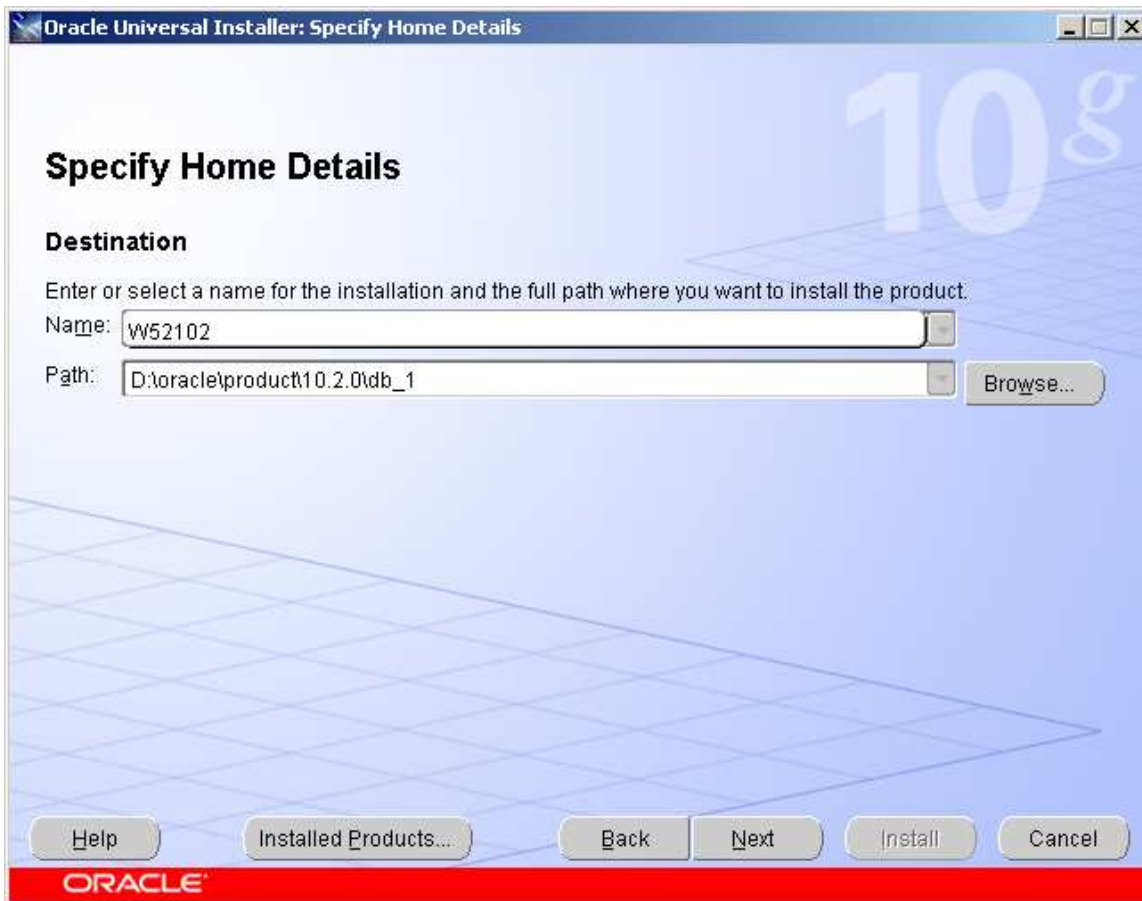 Oracle Universal Installer: Specify Home Details
10g
Specify Home Details
Destination
Enter or select a name for the installation and the full path where you want to install the product.
Name: W52102
Path: D:\oracle\product\10.2.0\db_1 Browse...
Help Installed Products... Back Next Install Cancel
ORACLE